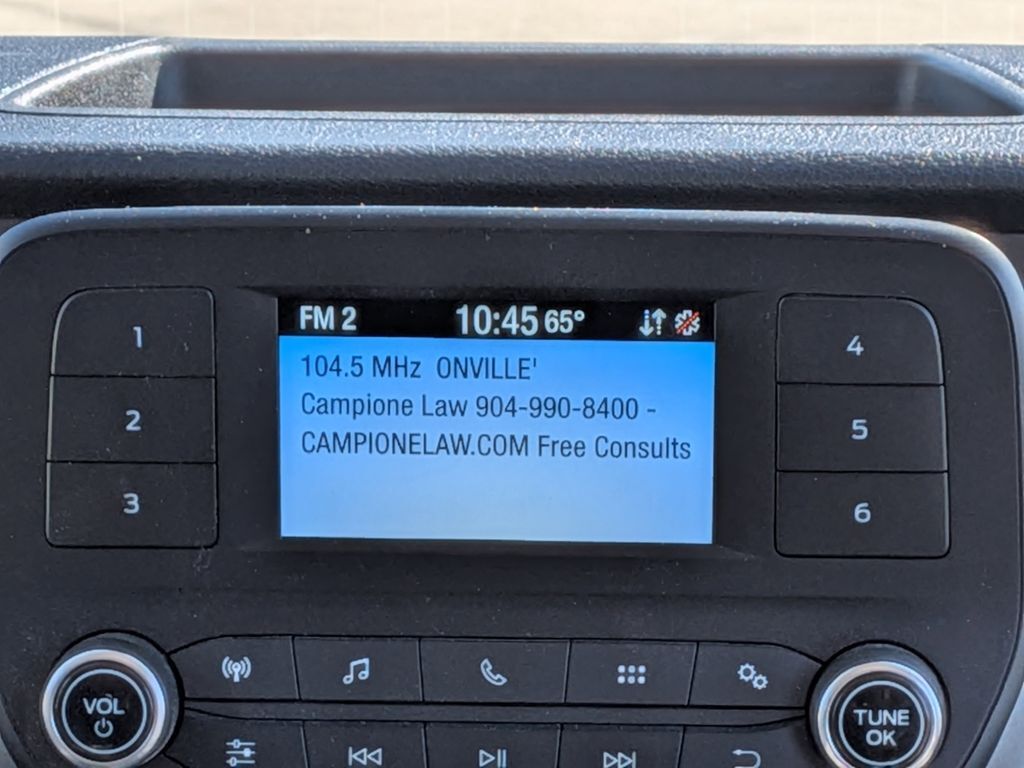 FM 2 10:45 65°
104.5 MHz ONVILLE'
Campione Law 904-990-8400 -
CAMPIONELAW.COM Free Consults
1
2
3
4
5
6
VOL
TUNE
OK